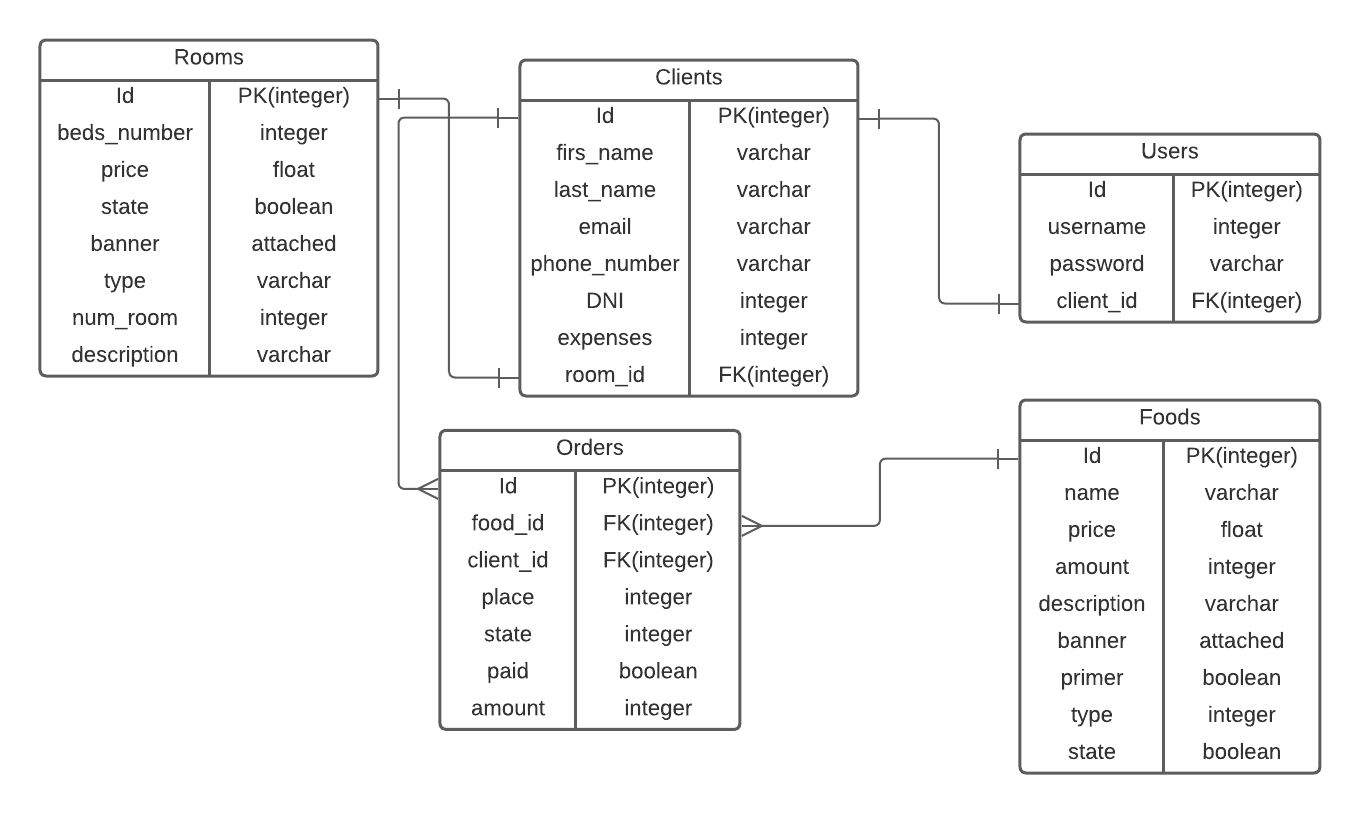 Rooms
Id PK(integer)
beds_number integer
price float
state boolean
banner attached
type varchar
num_room integer
description varchar
Clients
Id PK(integer)
firs_name varchar
last_name varchar
email varchar
phone_number varchar
DNI integer
expenses integer
room_id FK(integer)
Users
Id PK(integer)
username integer
password varchar
client_id FK(integer)
Orders
Id PK(integer)
food_id FK(integer)
client_id FK(integer)
place integer
state integer
paid boolean
amount integer
Foods
Id PK(integer)
name varchar
price float
amount integer
description varchar
banner attached
primer boolean
type integer
state boolean